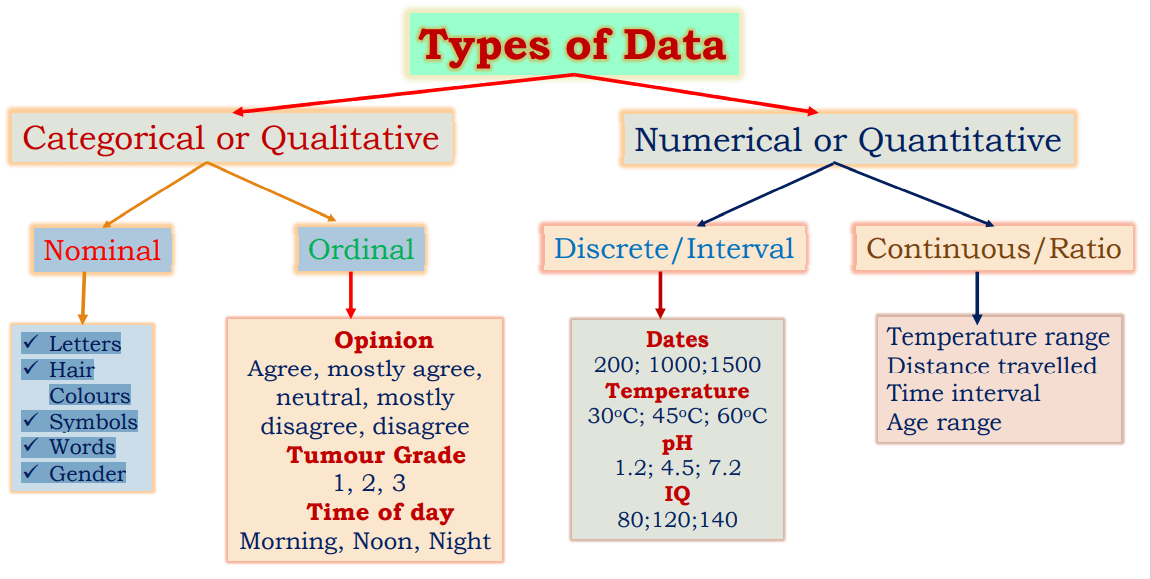 Types of Data
Categorical or Qualitative
Numerical or Quantitative
Nominal
Ordinal
Discrete/Interval
Continuous/Ratio
✓ Letters
✓ Hair
Colours
✓ Symbols
✓ Words
✓ Gender
Opinion
Agree, mostly agree,
neutral, mostly
disagree, disagree
Tumour Grade
1, 2, 3
Time of day
Morning, Noon, Night
Dates
200; 1000;1500
Temperature
30ºC; 45ºC; 60ºC
pH
1.2; 4.5; 7.2
IQ
80;120;140
Temperature range
Distance travelled
Time interval
Age range